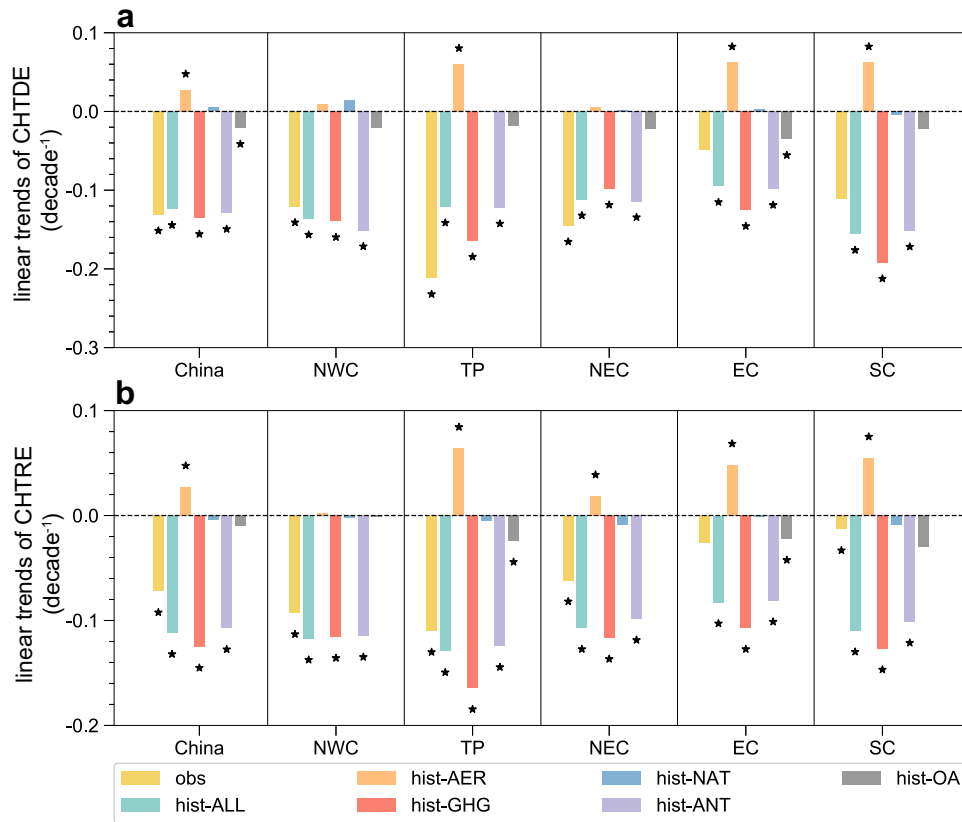 a
linear trends of CHTDE
(decade⁻¹)
0.1
0.0
-0.1
-0.2
-0.3
China NWC TP NEC EC SC
b
linear trends of CHTRE
(decade⁻¹)
0.1
0.0
-0.1
-0.2
China NWC TP NEC EC SC
obs hist-AER hist-NAT hist-OA
hist-ALL hist-GHG hist-ANT